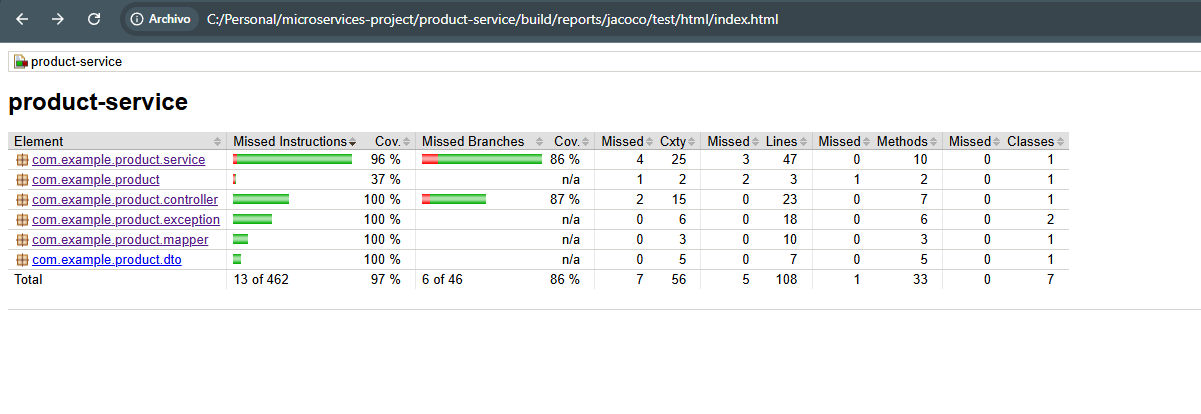 Archivo C:/Personal/microservices-project/product-service/build/reports/jacoco/test/html/index.html
product-service
product-service
Element Missed Instructions Cov. Missed Branches Cov. Missed Cxty Missed Lines Missed Methods Missed Classes
com.example.product.service 96 % 86 % 4 25 3 47 0 10 0 1
com.example.product 37 % n/a 1 2 2 3 1 2 0 1
com.example.product.controller 100 % 87 % 2 15 0 23 0 7 0 1
com.example.product.exception 100 % n/a 0 6 0 18 0 6 0 2
com.example.product.mapper 100 % n/a 0 3 0 10 0 3 0 1
com.example.product.dto 100 % n/a 0 5 0 7 0 5 0 1
Total 13 of 462 97 % 6 of 46 86 % 7 56 5 108 1 33 0 7